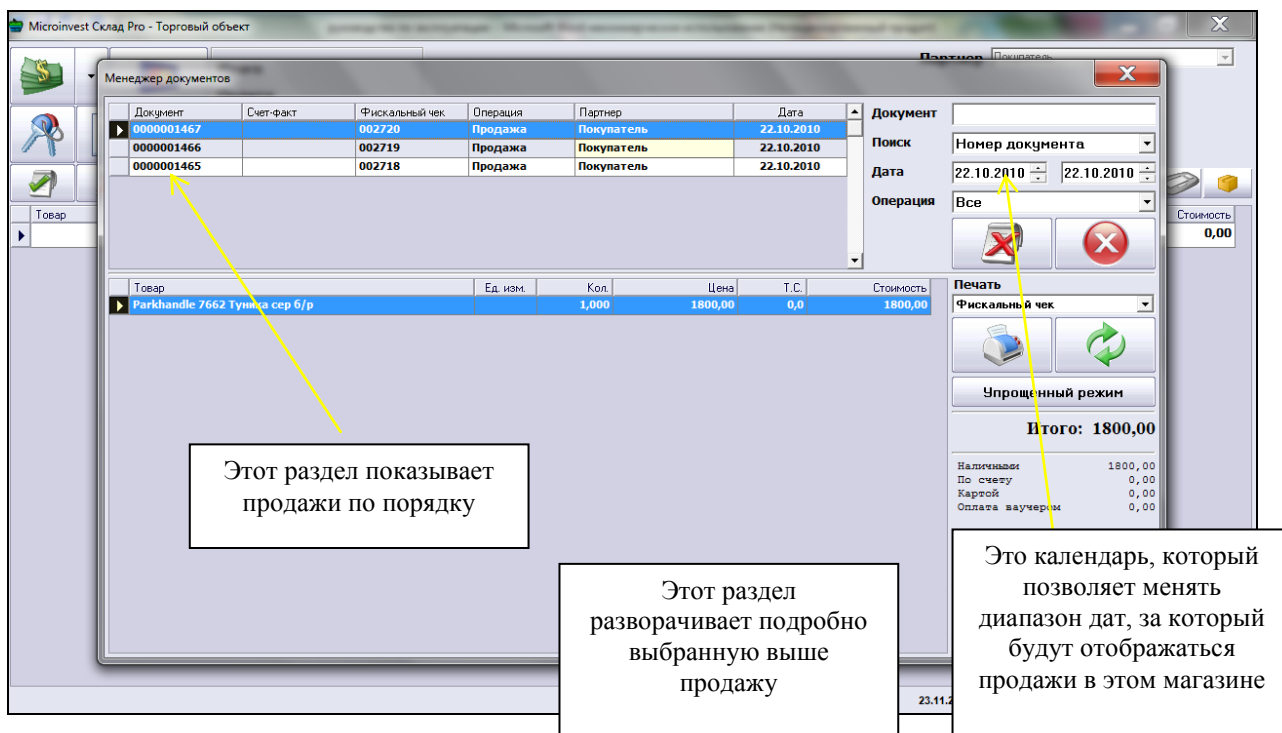 Microinvest Склад Pro - Торговый объект
Партнер Покупатель
Менеджер документов
Документ Счет-факт Фискальный чек Операция Партнер Дата
0000001467 002720 Продажа Покупатель 22.10.2010
0000001466 002719 Продажа Покупатель 22.10.2010
0000001465 002718 Продажа Покупатель 22.10.2010
Документ
Поиск Номер документа
Дата 22.10.2010 22.10.2010
Операция Все
Товар Стоимость
0,00
Товар Ед. изм. Кол. Цена Т.С. Стоимость
Parkhandle 7662 Туника сер б/р 1,000 1800,00 0,0 1800,00
Печать
Фискальный чек
Упрощенный режим
Итого: 1800,00
Наличными 1800,00
По счету 0,00
Картой 0,00
Оплата ваучером 0,00
Этот раздел показывает
продажи по порядку
Этот раздел
разворачивает подробно
выбранную выше
продажу
Это календарь, который
позволяет менять
диапазон дат, за который
будут отображаться
продажи в этом магазине
23.11.2